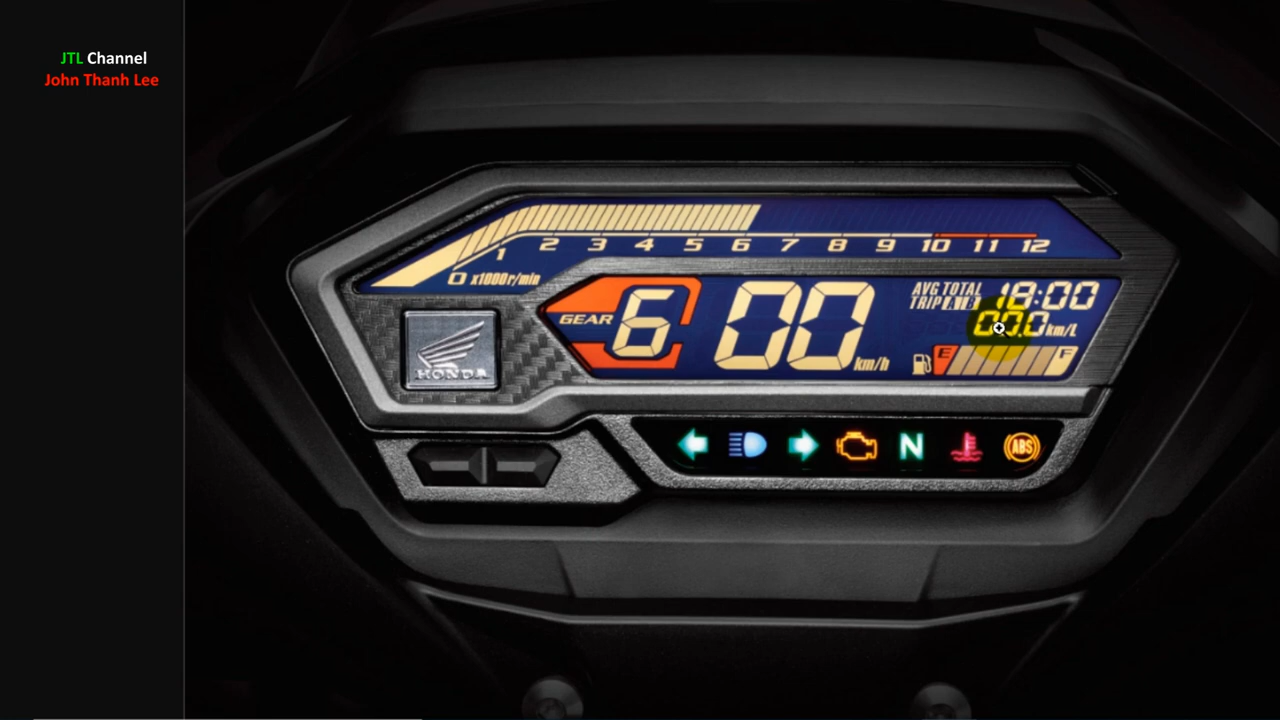 JTL Channel
John Thanh Lee
1 2 3 4 5 6 7 8 9 10 11 12
0 x1000r/min
AVG TOTAL 18:00
TRIP A B
GEAR 6 00 km/h
00.0 km/L
E F
HONDA
N ABS